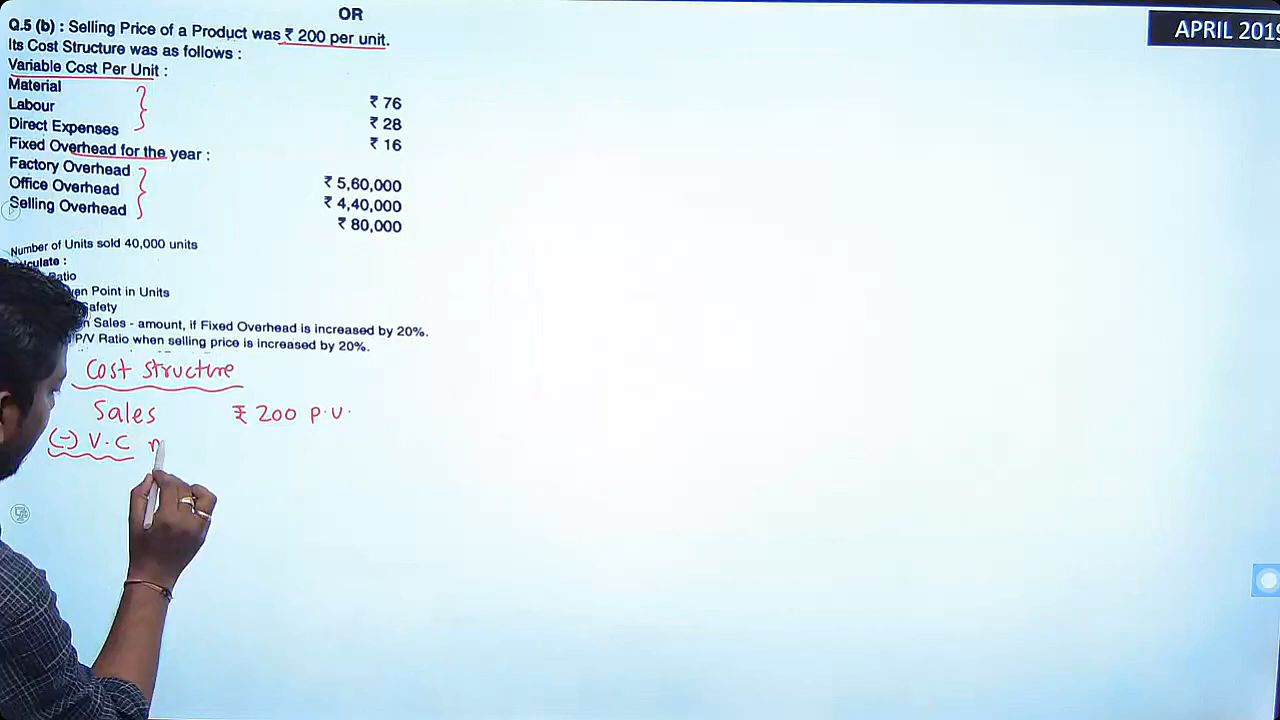 OR
APRIL 2019
Q.5 (b) : Selling Price of a Product was ₹ 200 per unit.
Its Cost Structure was as follows :
Variable Cost Per Unit :
Material ₹ 76
Labour ₹ 28
Direct Expenses ₹ 16
Fixed Overhead for the year :
Factory Overhead ₹ 5,60,000
Office Overhead ₹ 4,40,000
Selling Overhead ₹ 80,000
Number of Units sold 40,000 units
culate :
Ratio
en Point in Units
afety
n Sales - amount, if Fixed Overhead is increased by 20%.
P/V Ratio when selling price is increased by 20%.
Cost structure
Sales ₹ 200 P.U.
(-) V.C